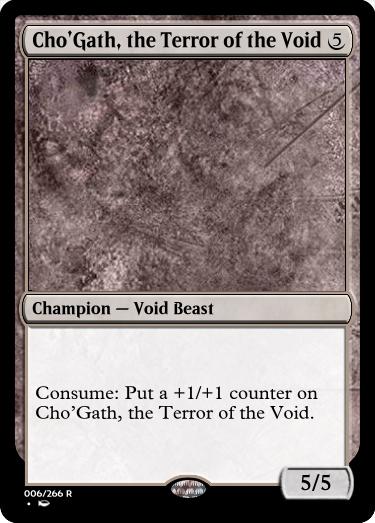 Cho'Gath, the Terror of the Void 5
Champion — Void Beast
Consume: Put a +1/+1 counter on
Cho'Gath, the Terror of the Void.
5/5
006/266 R